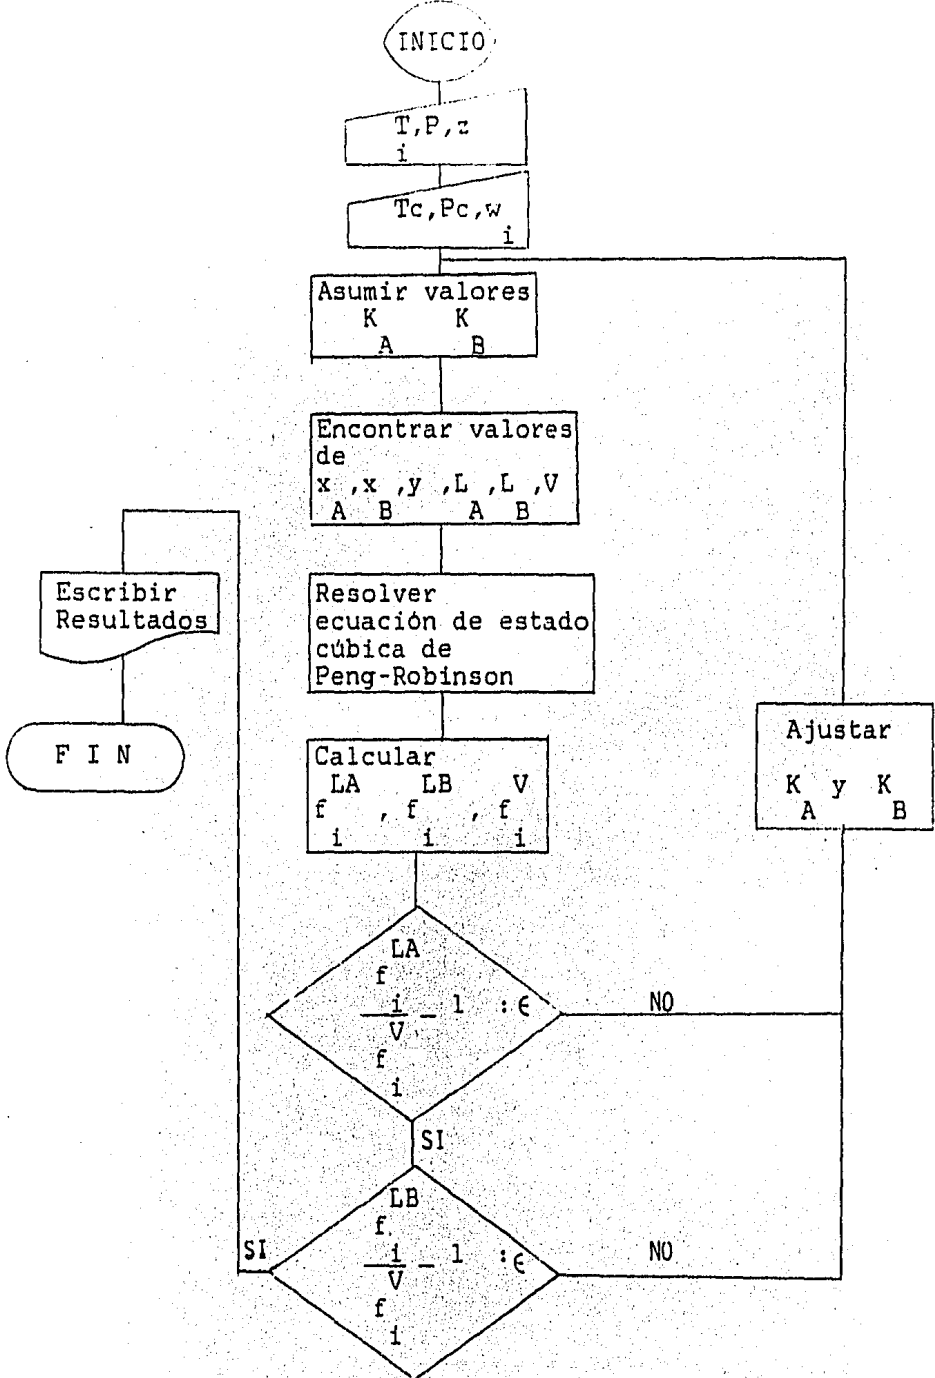 INICIO
T,P,z
i
Tc,Pc,w
i
Asumir valores
K K
A B
Encontrar valores
de
x ,x ,y ,L ,L ,V
A B A B
Resolver
ecuación de estado
cúbica de
Peng-Robinson
Calcular
LA LB V
f , f , f
i i i
LA
f
i
_ 1 :ϵ
V
f
i
NO
SI
LB
f
i
_ 1 :ϵ
V
f
i
NO
SI
Ajustar
K y K
A B
Escribir
Resultados
F I N